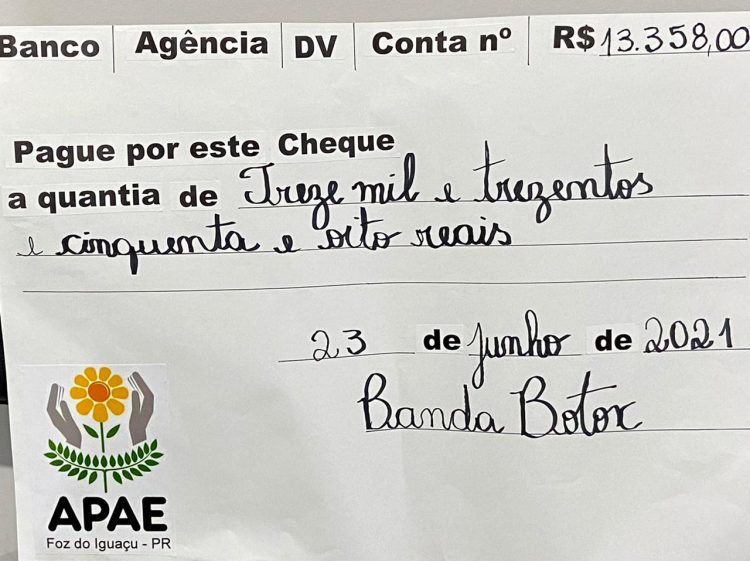 Banco Agência DV Conta nº R$ 13.358,00
Pague por este Cheque
a quantia de Treze mil e trezentos
e cinquenta e oito reais
23 de junho de 2021
Banda Botox
APAE
Foz do Iguaçu - PR